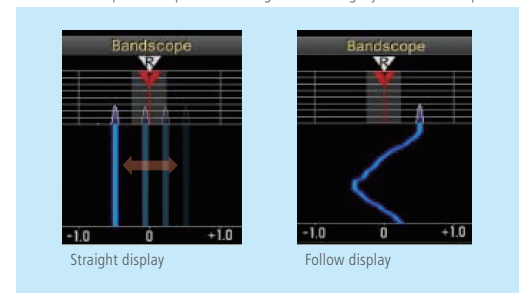 Bandscope
R
-1.0 0 +1.0
Straight display
Bandscope
R
-1.0 0 +1.0
Follow display